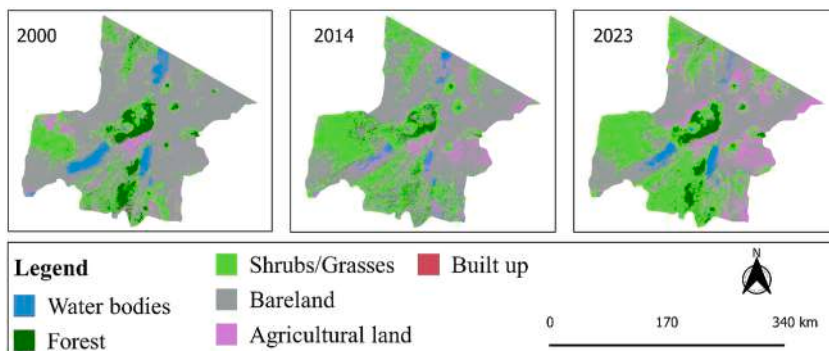 2000
2014
2023
Legend
Water bodies
Forest
Shrubs/Grasses
Bareland
Agricultural land
Built up
N
0 170 340 km